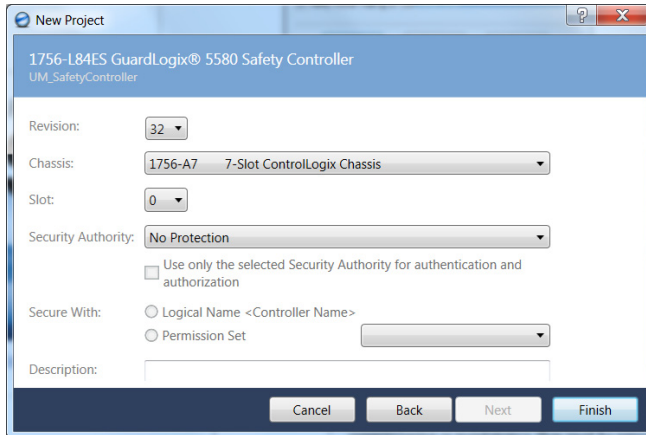 New Project
1756-L84ES GuardLogix® 5580 Safety Controller
UM_SafetyController
Revision: 32
Chassis: 1756-A7 7-Slot ControlLogix Chassis
Slot: 0
Security Authority: No Protection
Use only the selected Security Authority for authentication and
authorization
Secure With: Logical Name <Controller Name>
Permission Set
Description:
Cancel Back Next Finish